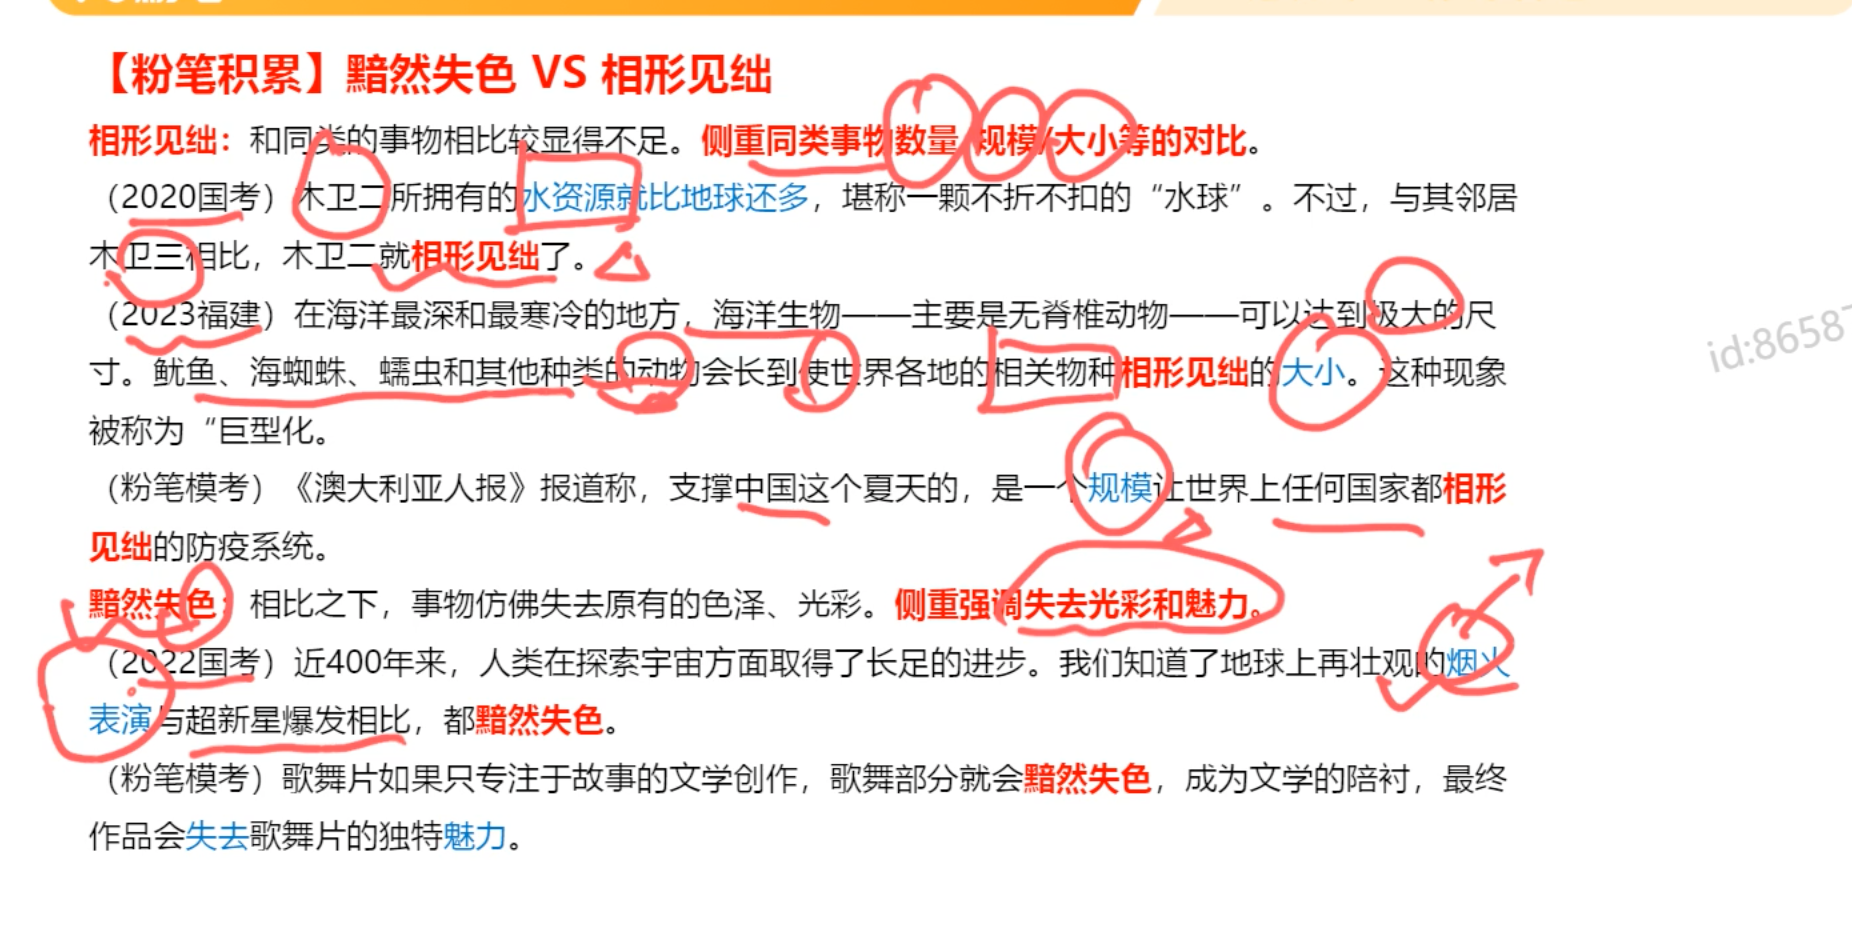 【粉笔积累】黯然失色 VS 相形见绌
相形见绌：和同类的事物相比较显得不足。侧重同类事物数量/规模/大小等的对比。
（2020国考）木卫二所拥有的水资源就比地球还多，堪称一颗不折不扣的“水球”。不过，与其邻居
木卫三相比，木卫二就相形见绌了。
（2023福建）在海洋最深和最寒冷的地方，海洋生物——主要是无脊椎动物——可以达到极大的尺
寸。鱿鱼、海蜘蛛、蠕虫和其他种类的动物会长到使世界各地的相关物种相形见绌的大小。这种现象
被称为“巨型化。
（粉笔模考）《澳大利亚人报》报道称，支撑中国这个夏天的，是一个规模让世界上任何国家都相形
见绌的防疫系统。
黯然失色：相比之下，事物仿佛失去原有的色泽、光彩。侧重强调失去光彩和魅力。
（2022国考）近400年来，人类在探索宇宙方面取得了长足的进步。我们知道了地球上再壮观的烟火
表演与超新星爆发相比，都黯然失色。
（粉笔模考）歌舞片如果只专注于故事的文学创作，歌舞部分就会黯然失色，成为文学的陪衬，最终
作品会失去歌舞片的独特魅力。